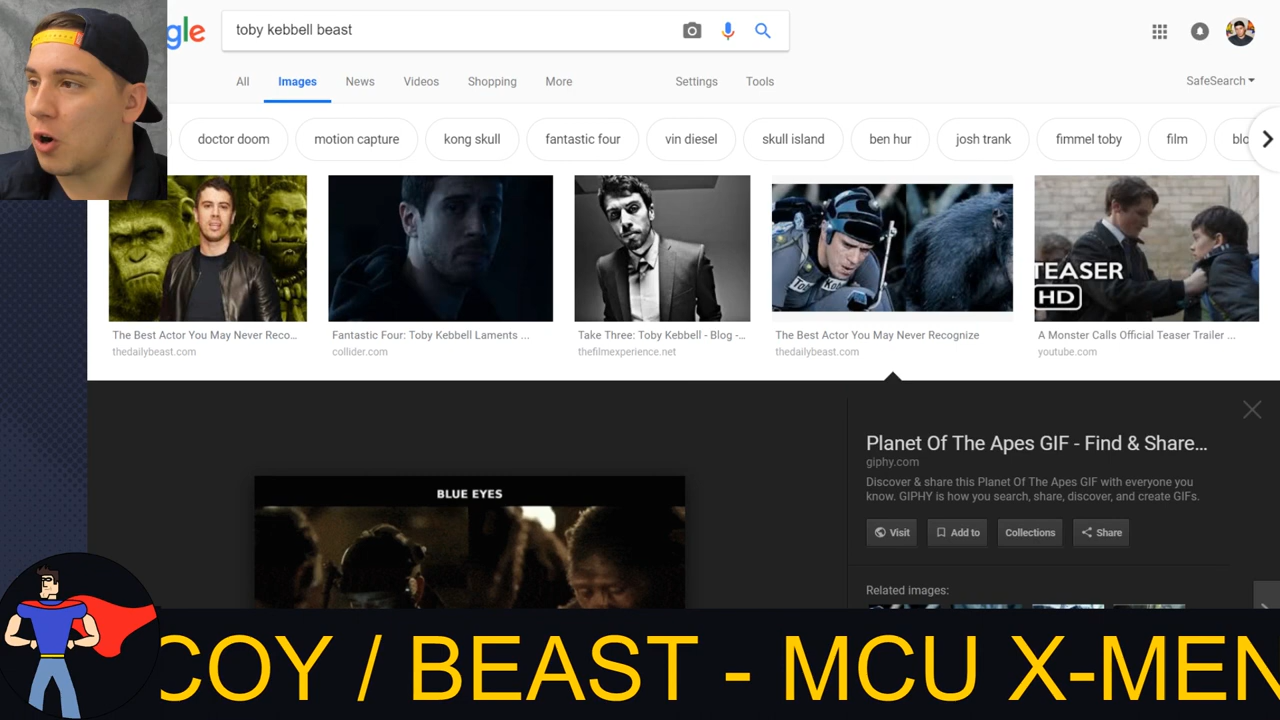 gle
toby kebbell beast
All Images News Videos Shopping More Settings Tools SafeSearch
doctor doom motion capture kong skull fantastic four vin diesel skull island ben hur josh trank fimmel toby film blo
TEASER
HD
The Best Actor You May Never Reco...
thedailybeast.com
Fantastic Four: Toby Kebbell Laments ...
collider.com
Take Three: Toby Kebbell - Blog -...
thefilmexperience.net
The Best Actor You May Never Recognize
thedailybeast.com
A Monster Calls Official Teaser Trailer ...
youtube.com
BLUE EYES
Planet Of The Apes GIF - Find & Share...
giphy.com
Discover & share this Planet Of The Apes GIF with everyone you
know. GIPHY is how you search, share, discover, and create GIFs.
Visit Add to Collections Share
Related images:
COY / BEAST - MCU X-MEN